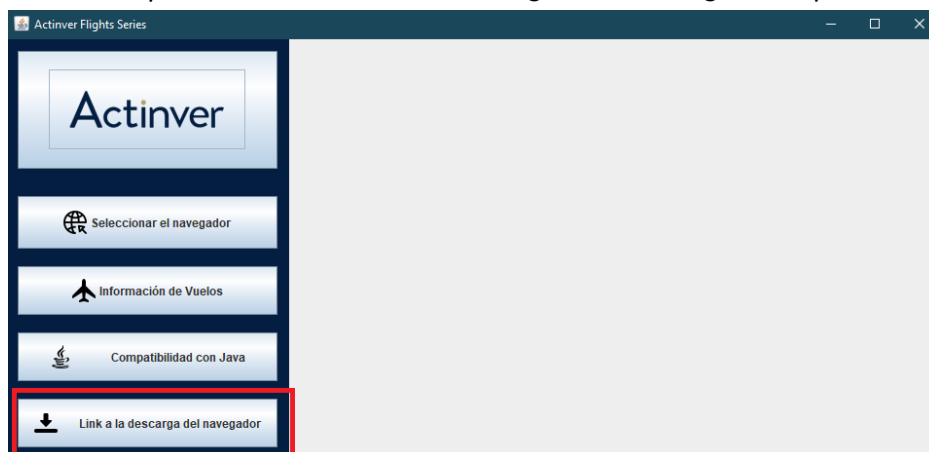 Actinver Flights Series
Actinver
Seleccionar el navegador
Información de Vuelos
Compatibilidad con Java
Link a la descarga del navegador